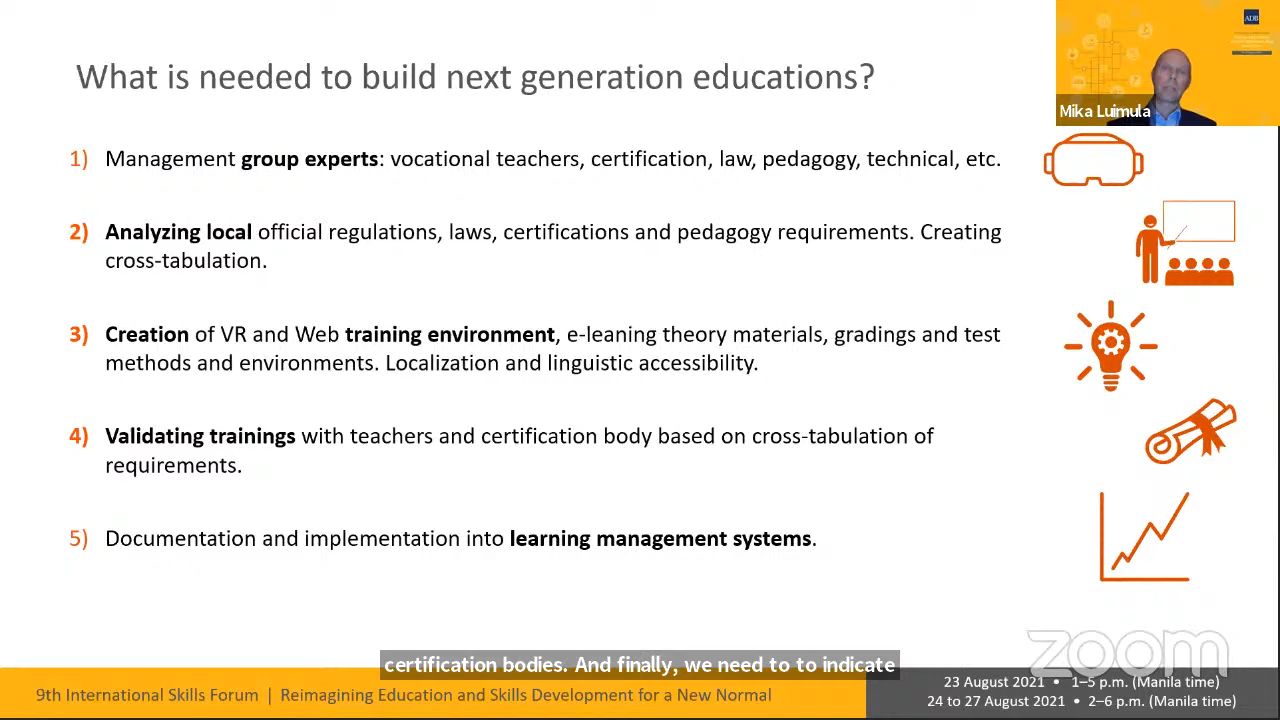 What is needed to build next generation educations?
ADB
Mika Luimula
1) Management group experts: vocational teachers, certification, law, pedagogy, technical, etc.
2) Analyzing local official regulations, laws, certifications and pedagogy requirements. Creating
cross-tabulation.
3) Creation of VR and Web training environment, e-leaning theory materials, gradings and test
methods and environments. Localization and linguistic accessibility.
4) Validating trainings with teachers and certification body based on cross-tabulation of
requirements.
5) Documentation and implementation into learning management systems.
zoom
certification bodies. And finally, we need to to indicate
9th International Skills Forum | Reimagining Education and Skills Development for a New Normal
23 August 2021 • 1–5 p.m. (Manila time)
24 to 27 August 2021 • 2–6 p.m. (Manila time)